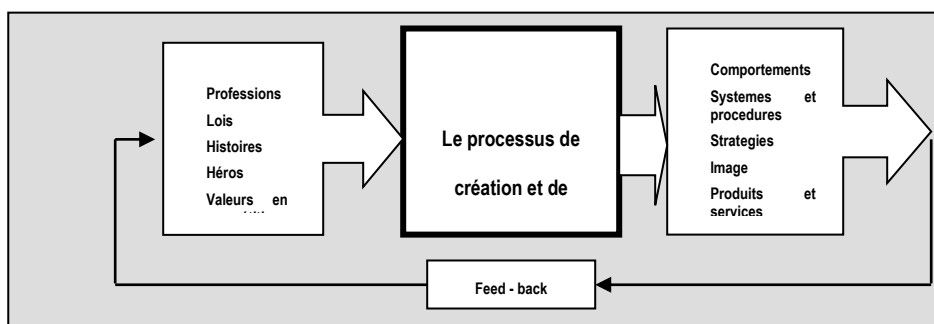 Professions
Lois
Histoires
Héros
Valeurs en
Le processus de
création et de
Comportements
Systemes et
procedures
Strategies
Image
Produits et
services
Feed - back